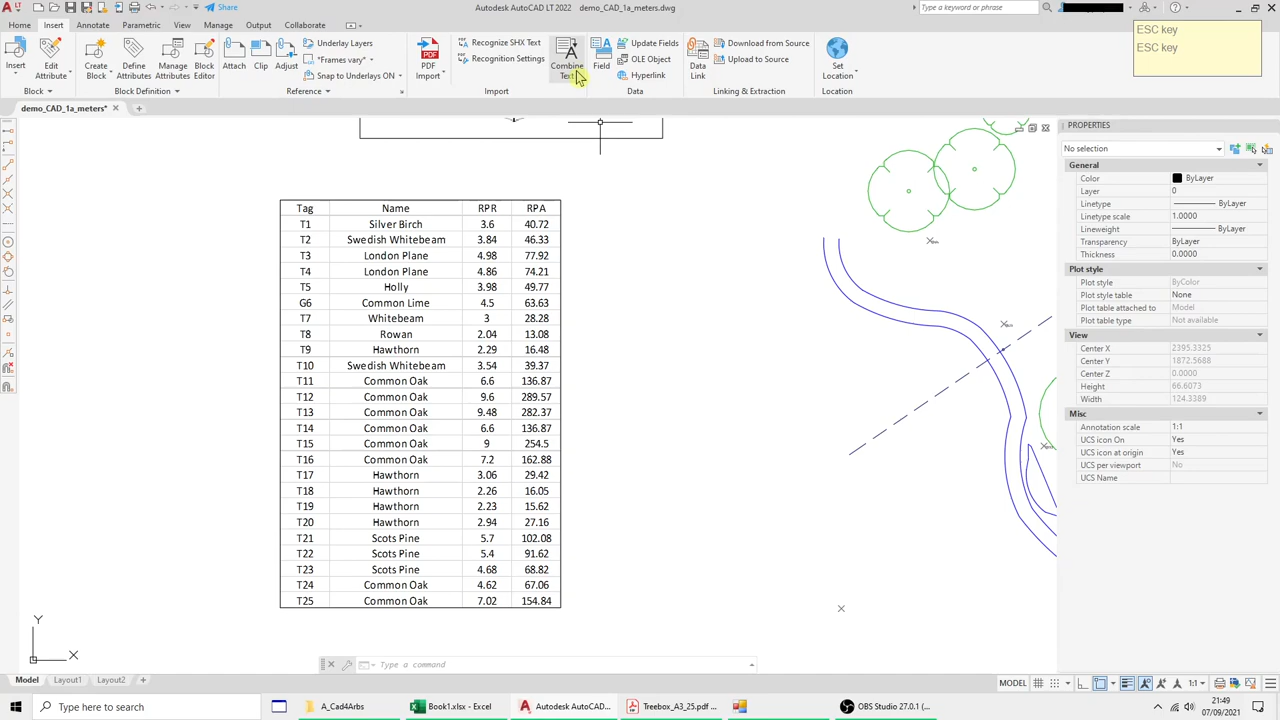 Share
Autodesk AutoCAD LT 2022 demo_CAD_1a_meters.dwg
Type a keyword or phrase
Home Insert Annotate Parametric View Manage Output Collaborate
ESC key
ESC key
Insert
Edit Attribute
Create Block
Define Attributes
Manage Attributes
Block Editor
Attach
Clip
Adjust
Underlay Layers
*Frames vary*
Snap to Underlays ON
PDF Import
Recognize SHX Text
Recognition Settings
Combine Text
Field
Update Fields
OLE Object
Hyperlink
Data Link
Download from Source
Upload to Source
Set Location
Block Block Definition Reference Import Data Linking & Extraction Location
demo_CAD_1a_meters*
Tag Name RPR RPA
T1 Silver Birch 3.6 40.72
T2 Swedish Whitebeam 3.84 46.33
T3 London Plane 4.98 77.92
T4 London Plane 4.86 74.21
T5 Holly 3.98 49.77
G6 Common Lime 4.5 63.63
T7 Whitebeam 3 28.28
T8 Rowan 2.04 13.08
T9 Hawthorn 2.29 16.48
T10 Swedish Whitebeam 3.54 39.37
T11 Common Oak 6.6 136.87
T12 Common Oak 9.6 289.57
T13 Common Oak 9.48 282.37
T14 Common Oak 6.6 136.87
T15 Common Oak 9 254.5
T16 Common Oak 7.2 162.88
T17 Hawthorn 3.06 29.42
T18 Hawthorn 2.26 16.05
T19 Hawthorn 2.23 15.62
T20 Hawthorn 2.94 27.16
T21 Scots Pine 5.7 102.08
T22 Scots Pine 5.4 91.62
T23 Scots Pine 4.68 68.82
T24 Common Oak 4.62 67.06
T25 Common Oak 7.02 154.84
PROPERTIES
No selection
General
Color ByLayer
Layer 0
Linetype ByLayer
Linetype scale 1.0000
Lineweight ByLayer
Transparency ByLayer
Thickness 0.0000
Plot style
Plot style ByColor
Plot style table None
Plot table attached to Model
Plot table type Not available
View
Center X 2395.3325
Center Y 1872.5688
Center Z 0.0000
Height 66.6073
Width 124.3389
Misc
Annotation scale 1:1
UCS icon On Yes
UCS icon at origin Yes
UCS per viewport No
UCS Name
Y
X
Type a command
Model Layout1 Layout2
MODEL 1:1
Type here to search
A_Cad4Arbs
Book1.xlsx - Excel
Autodesk AutoCAD...
Treebox_A3_25.pdf ...
OBS Studio 27.0.1 (...
21:49
07/09/2021